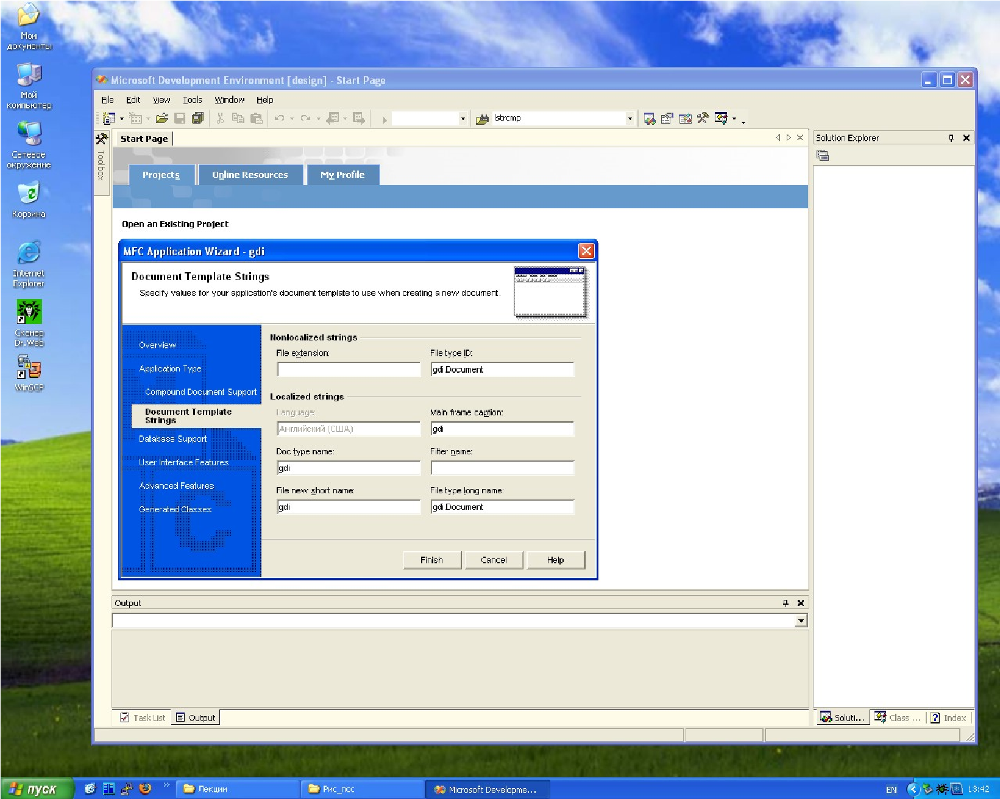 Мои
документы
Мой
компьютер
Сетевое
окружение
Корзина
Internet
Explorer
Сканер
Dr.Web
WinSCP
Microsoft Development Environment [design] - Start Page
File Edit View Tools Window Help
lstrcmp
Toolbox
Start Page
Solution Explorer
Projects Online Resources My Profile
Open an Existing Project
MFC Application Wizard - gdi
Document Template Strings
Specify values for your application's document template to use when creating a new document.
Overview
Application Type
Compound Document Support
Document Template
Strings
Database Support
User Interface Features
Advanced Features
Generated Classes
Nonlocalized strings
File extension: File type ID:
gdi.Document
Localized strings
Language: Main frame caption:
Английский (США) gdi
Doc type name: Filter name:
gdi
File new short name: File type long name:
gdi gdi.Document
Finish Cancel Help
Output
Task List Output
Soluti... Class ... Index
пуск Лекции Рис_пос Microsoft Developme... EN 13:42